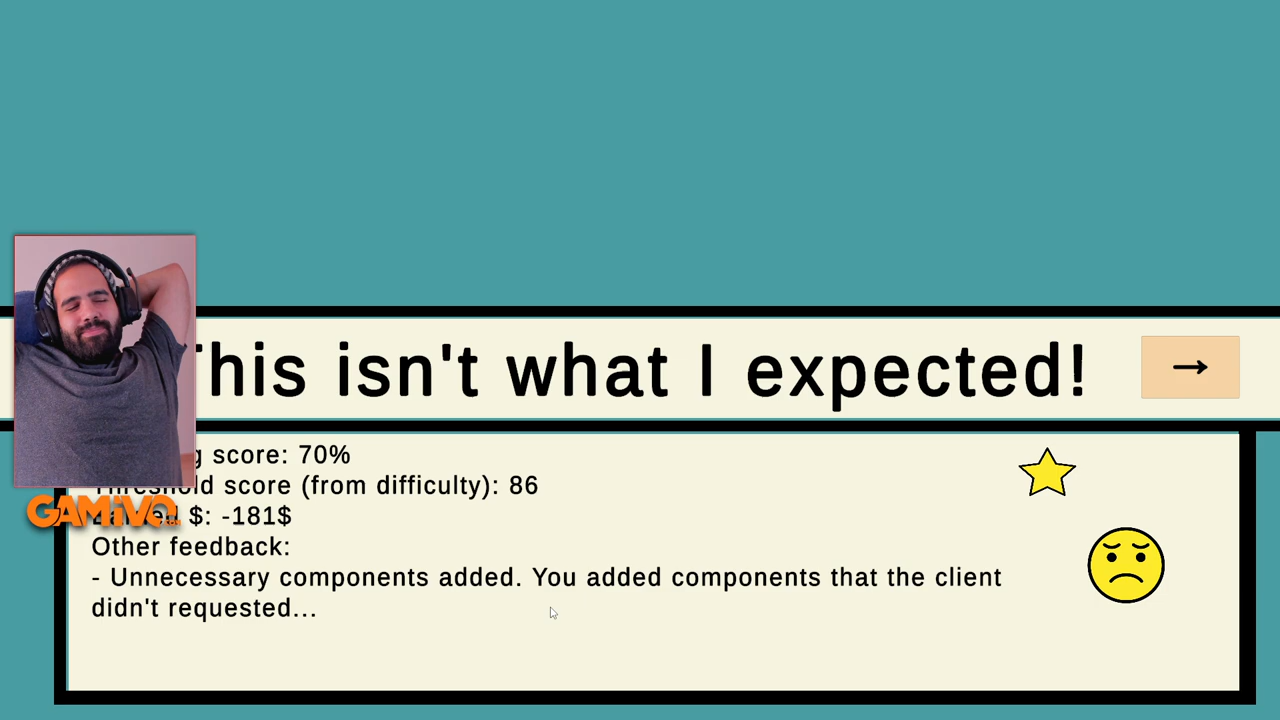 This isn't what I expected!
→
score: 70%
Threshold score (from difficulty): 86
$: -181$
GAMIVO
Other feedback:
- Unnecessary components added. You added components that the client
didn't requested...